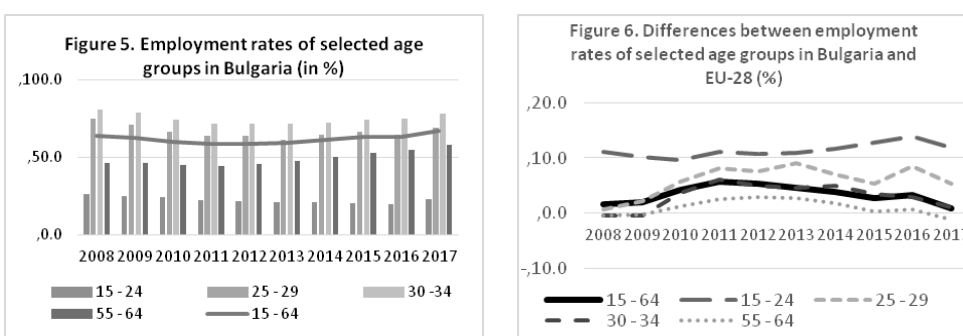 Figure 5. Employment rates of selected age
groups in Bulgaria (in %)
,100.0
,50.0
,0.0
2008 2009 2010 2011 2012 2013 2014 2015 2016 2017
15 - 24
25 - 29
30 -34
55 - 64
15 - 64
Figure 6. Differences between employment
rates of selected age groups in Bulgaria and
EU-28 (%)
,20.0
,10.0
,0.0
2008 2009 2010 2011 2012 2013 2014 2015 2016 2017
-,10.0
15 - 64
15 - 24
25 - 29
30 - 34
55 - 64